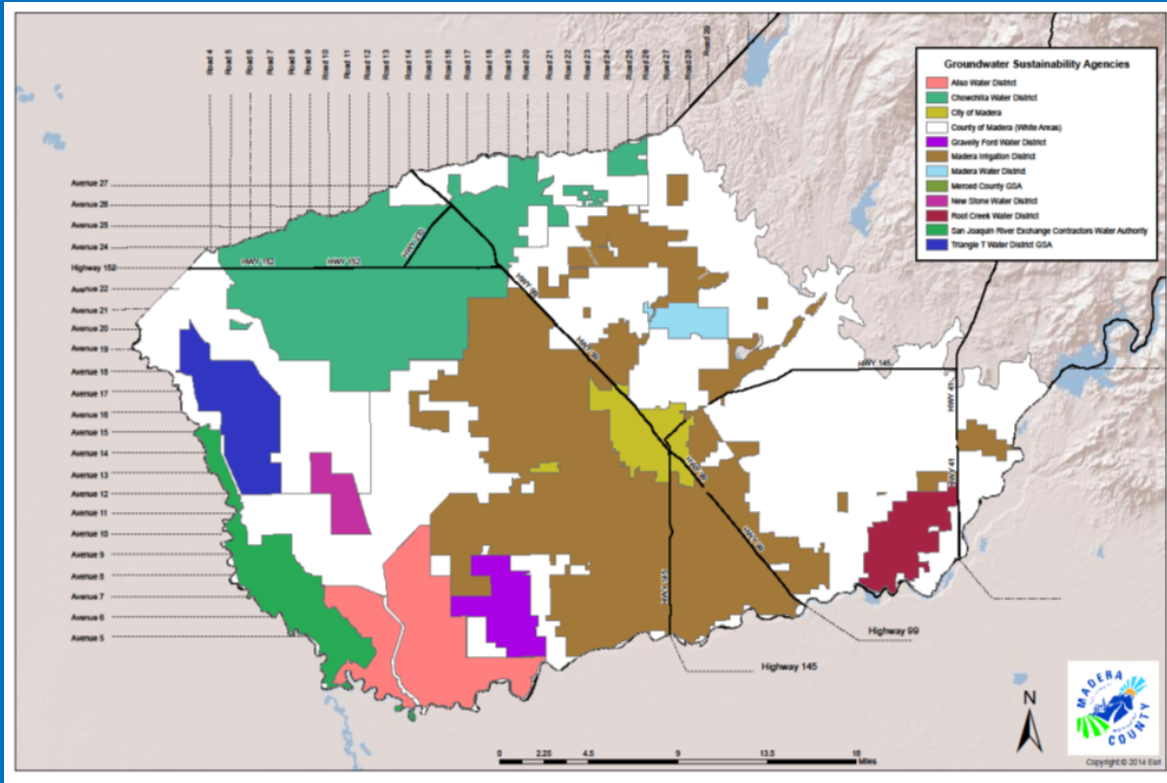 Road 4
Road 5
Road 6
Road 7
Road 8
Road 9
Road 10
Road 11
Road 12
Road 13
Road 14
Road 15
Road 16
Road 17
Road 18
Road 19
Road 20
Road 21
Road 22
Road 23
Road 24
Road 25
Road 26
Road 27
Road 28
Road 29
Groundwater Sustainability Agencies
Aliso Water District
Chowchilla Water District
City of Madera
County of Madera (White Areas)
Gravelly Ford Water District
Madera Irrigation District
Madera Water District
Merced County GSA
New Stone Water District
Root Creek Water District
San Joaquin River Exchange Contractors Water Authority
Triangle T Water District GSA
Avenue 27
Avenue 26
Avenue 25
Avenue 24
Highway 152
Avenue 22
Avenue 21
Avenue 20
Avenue 19
Avenue 18
Avenue 17
Avenue 16
Avenue 15
Avenue 14
Avenue 13
Avenue 12
Avenue 11
Avenue 10
Avenue 9
Avenue 8
Avenue 7
Avenue 6
Avenue 5
HWY 233
HWY 152
HWY 152
HWY 99
HWY 99
HWY 145
HWY 41
HWY 41
HWY 99
HWY 99
HWY 145
Highway 99
Highway 145
N
MADERA
COUNTY
0 2.25 4.5 9 13.5 18
Miles
Copyright:© 2014 Esri